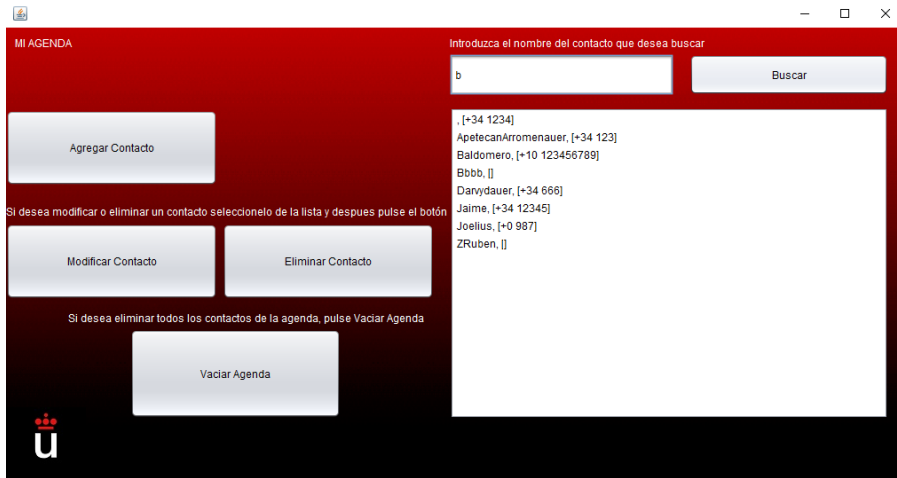 MI AGENDA
Introduzca el nombre del contacto que desea buscar
b
Buscar
Agregar Contacto
Si desea modificar o eliminar un contacto seleccionelo de la lista y despues pulse el botón
Modificar Contacto
Eliminar Contacto
Si desea eliminar todos los contactos de la agenda, pulse Vaciar Agenda
Vaciar Agenda
, [+34 1234]
ApetecanArromenauer, [+34 123]
Baldomero, [+10 123456789]
Bbbb, []
Darvydauer, [+34 666]
Jaime, [+34 12345]
Joelius, [+0 987]
ZRuben, []
u